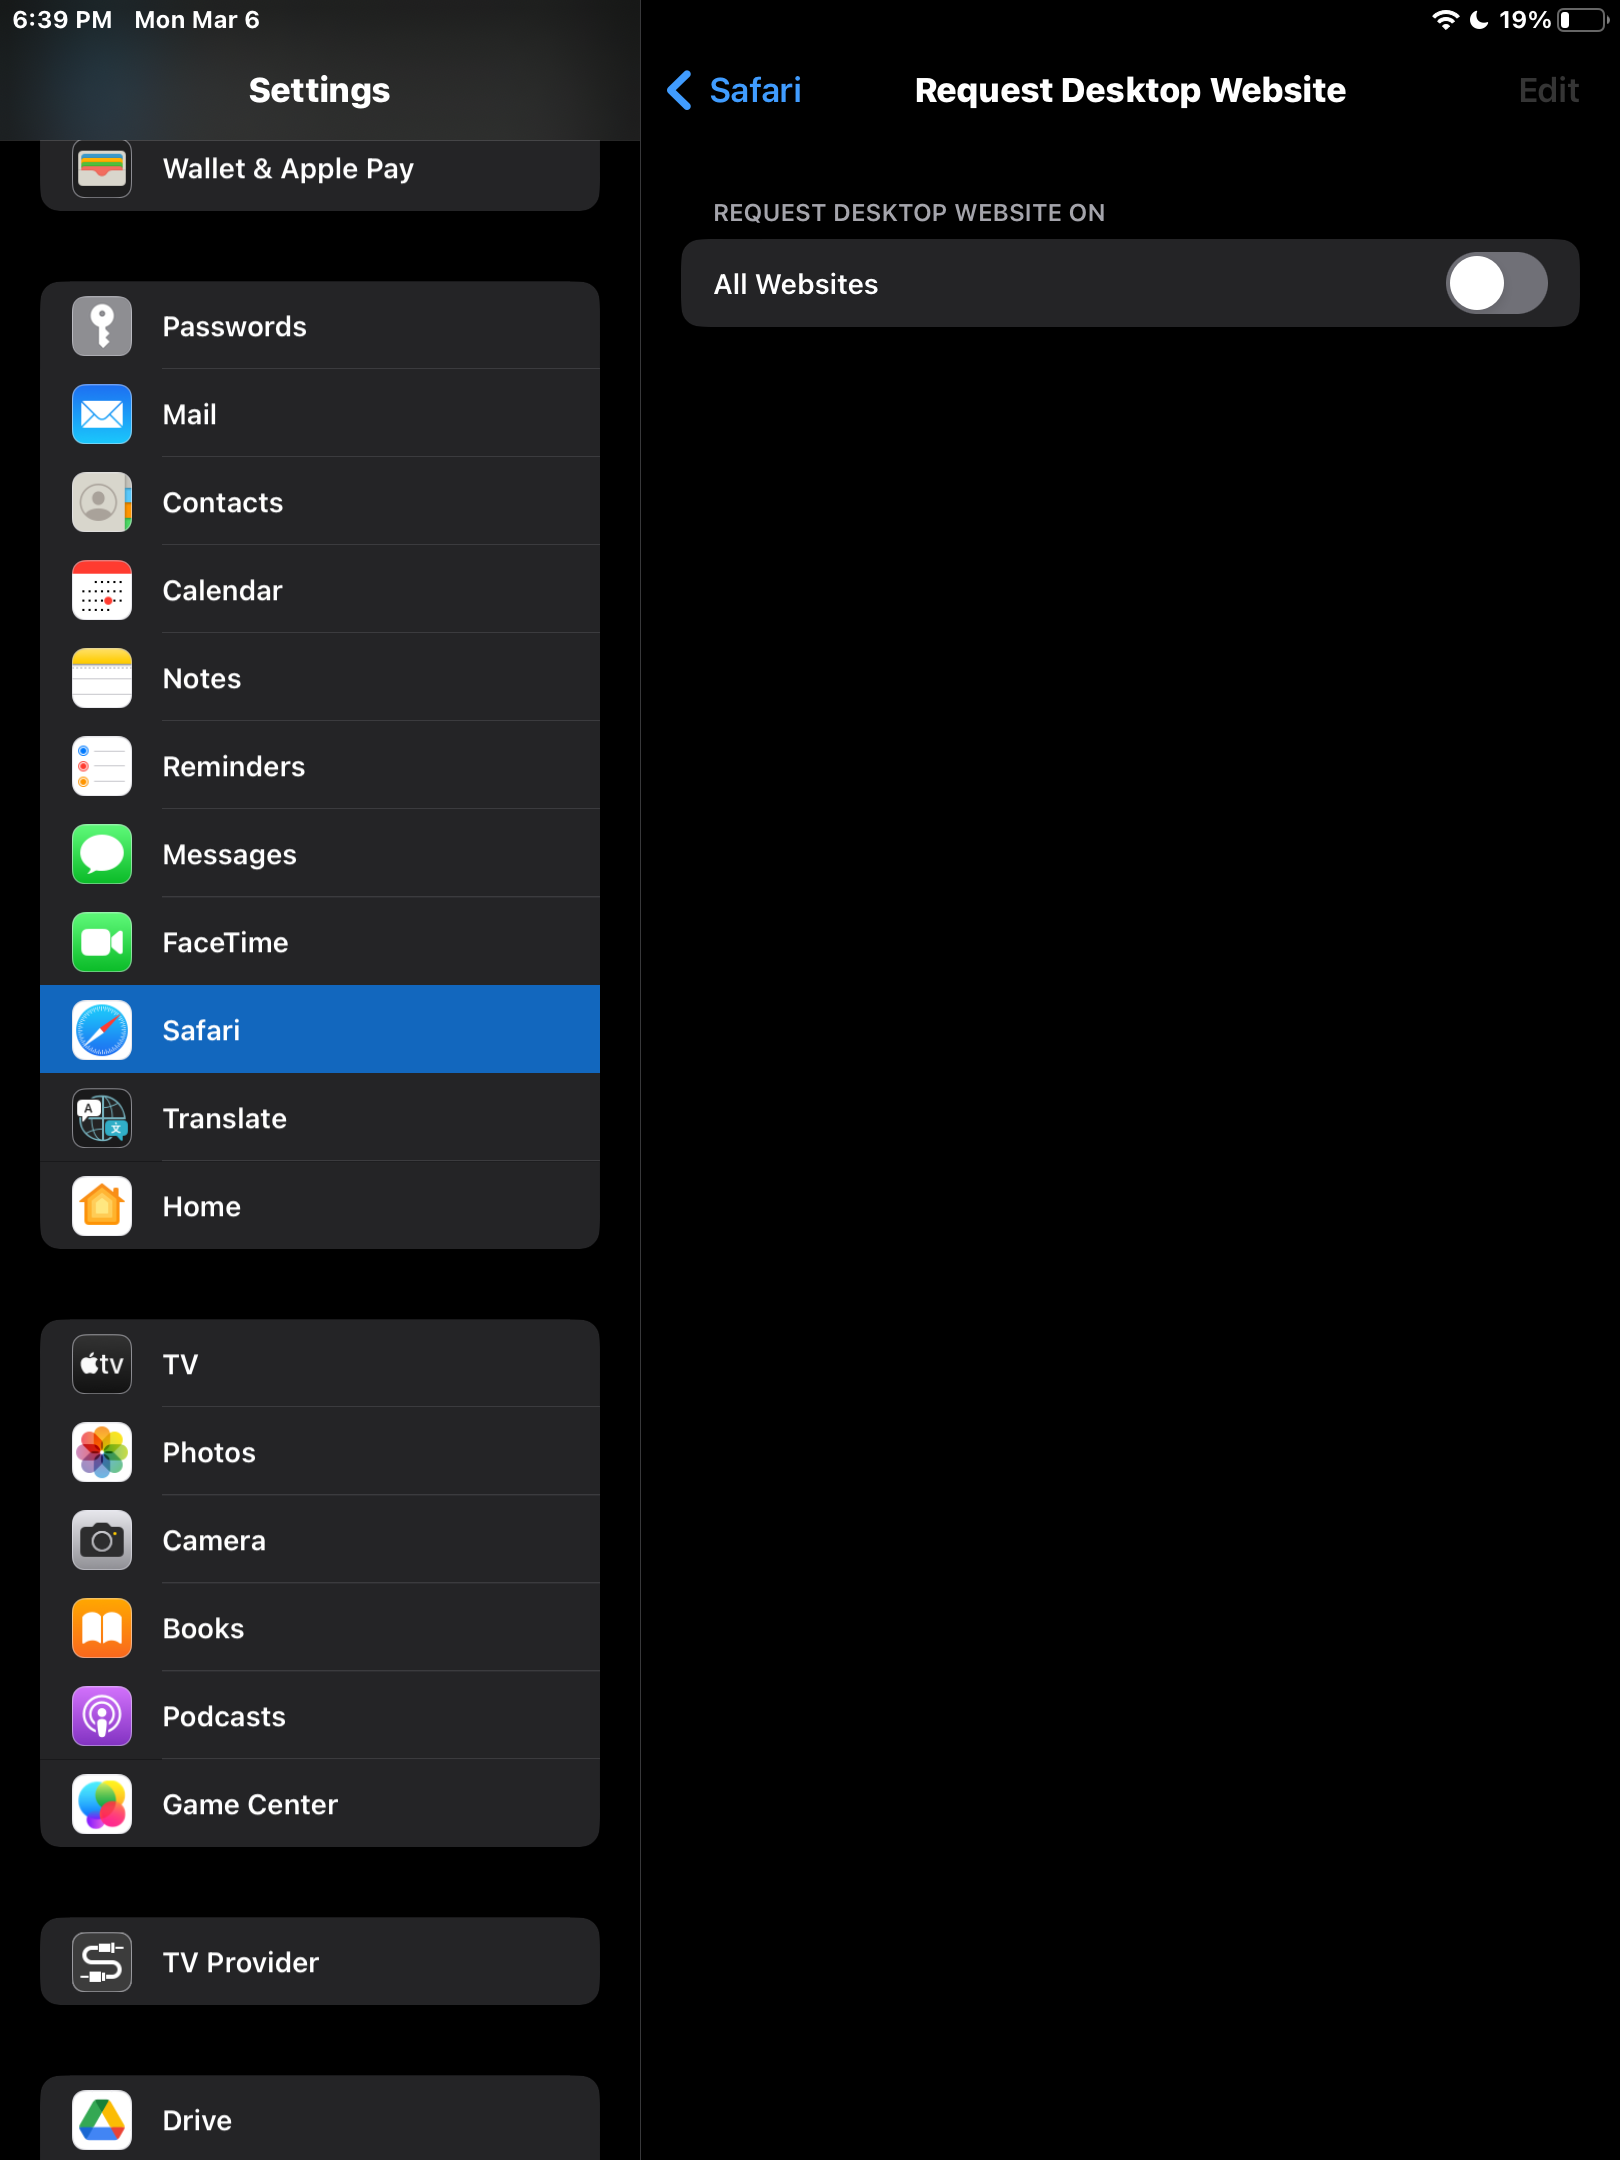 6:39 PM Mon Mar 6
19%
Settings
Wallet & Apple Pay
Passwords
Mail
Contacts
Calendar
Notes
Reminders
Messages
FaceTime
Safari
A
文
Translate
Home
tv
TV
Photos
Camera
Books
Podcasts
Game Center
TV Provider
Drive
Safari
Request Desktop Website
Edit
REQUEST DESKTOP WEBSITE ON
All Websites